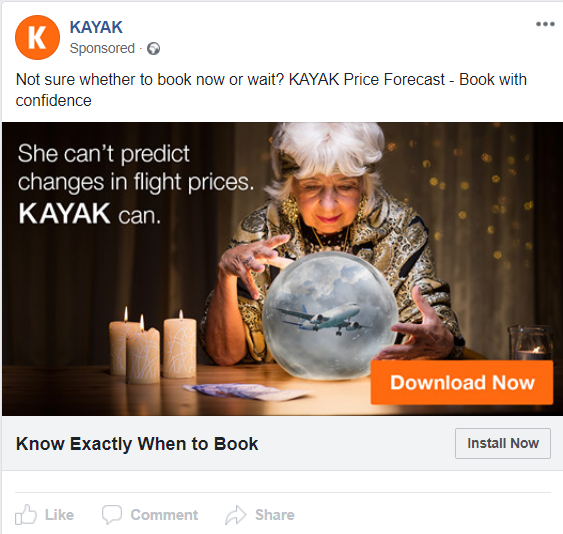 K
KAYAK
Sponsored ·
Not sure whether to book now or wait? KAYAK Price Forecast - Book with
confidence
She can't predict
changes in flight prices.
KAYAK can.
Download Now
Know Exactly When to Book
Install Now
Like
Comment
Share